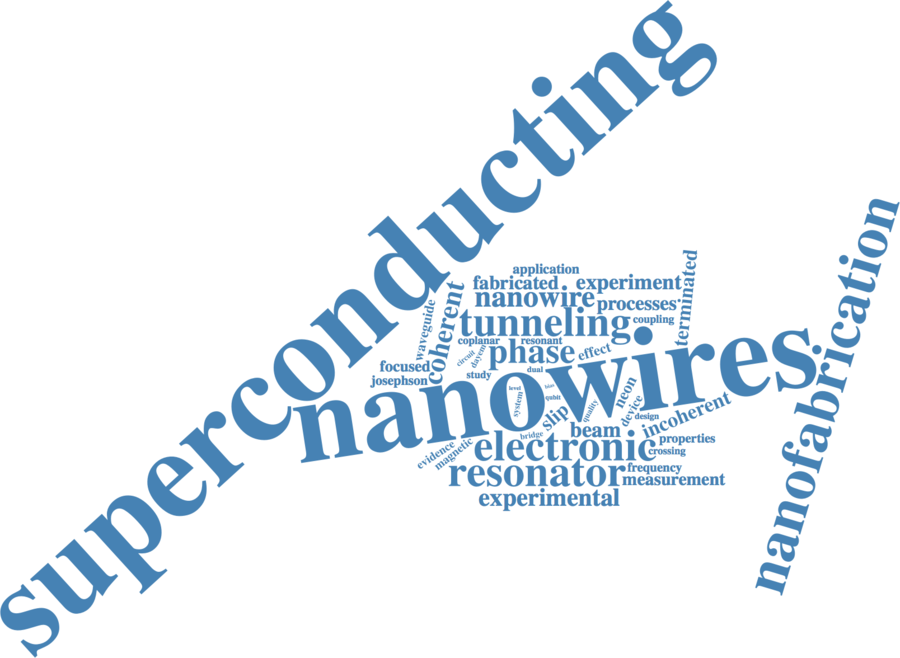 superconducting
application
fabricated experiment
nanowire processes
terminated
waveguide
coherent
tunneling coupling
coplanar resonant
circuit
dayem
phase effect
focused
josephson
study
dual
nanowires
nanofabrication
level
bias
system
qubit
quality
neon
device
design
slip
incoherent
bridge
beam
evidence
magnetic
electronic properties
crossing
resonator frequency
measurement
experimental